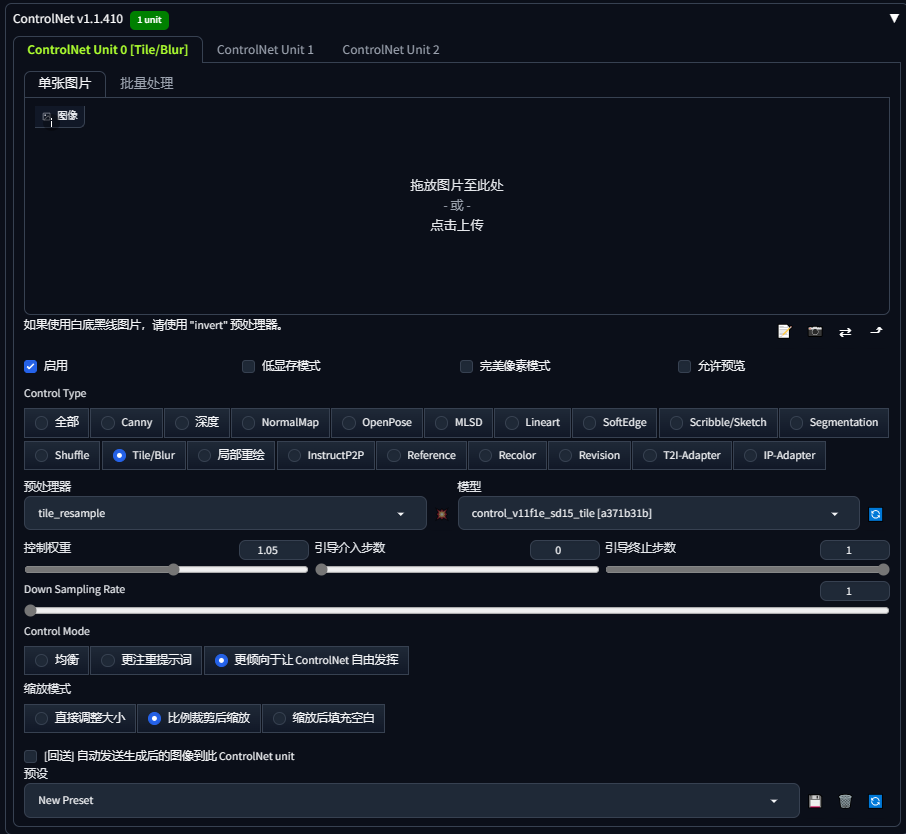 ControlNet v1.1.410 1 unit
ControlNet Unit 0 [Tile/Blur] ControlNet Unit 1 ControlNet Unit 2
单张图片 批量处理
图像
拖放图片至此处
- 或 -
点击上传
如果使用白底黑线图片，请使用 "invert" 预处理器。
启用 低显存模式 完美像素模式 允许预览
Control Type
全部 Canny 深度 NormalMap OpenPose MLSD Lineart SoftEdge Scribble/Sketch Segmentation
Shuffle Tile/Blur 局部重绘 InstructP2P Reference Recolor Revision T2I-Adapter IP-Adapter
预处理器 模型
tile_resample control_v11f1e_sd15_tile [a371b31b]
控制权重 1.05 引导介入步数 0 引导终止步数 1
Down Sampling Rate 1
Control Mode
均衡 更注重提示词 更倾向于让 ControlNet 自由发挥
缩放模式
直接调整大小 比例裁剪后缩放 缩放后填充空白
[回送] 自动发送生成后的图像到此 ControlNet unit
预设
New Preset